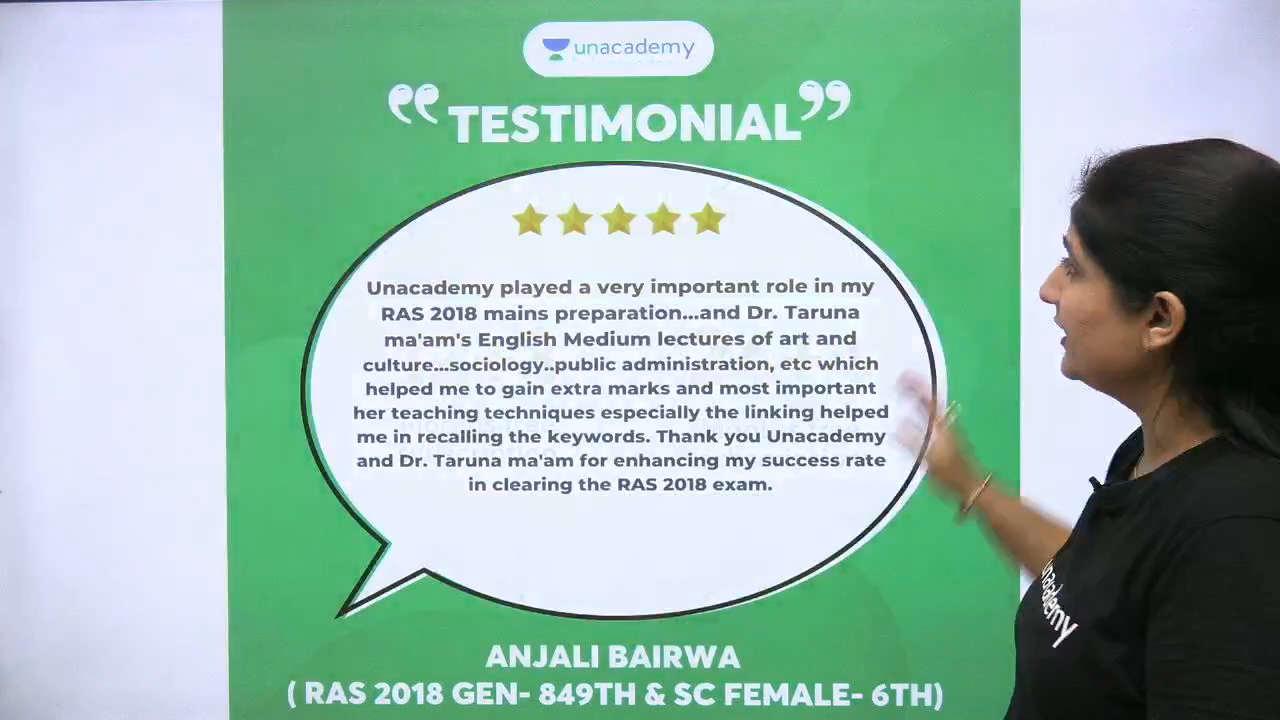 unacademy
“TESTIMONIAL”
Unacademy played a very important role in my
RAS 2018 mains preparation...and Dr. Taruna
ma'am's English Medium lectures of art and
culture...sociology..public administration, etc which
helped me to gain extra marks and most important
her teaching techniques especially the linking helped
me in recalling the keywords. Thank you Unacademy
and Dr. Taruna ma'am for enhancing my success rate
in clearing the RAS 2018 exam.
ANJALI BAIRWA
( RAS 2018 GEN- 849TH & SC FEMALE- 6TH)
unacademy